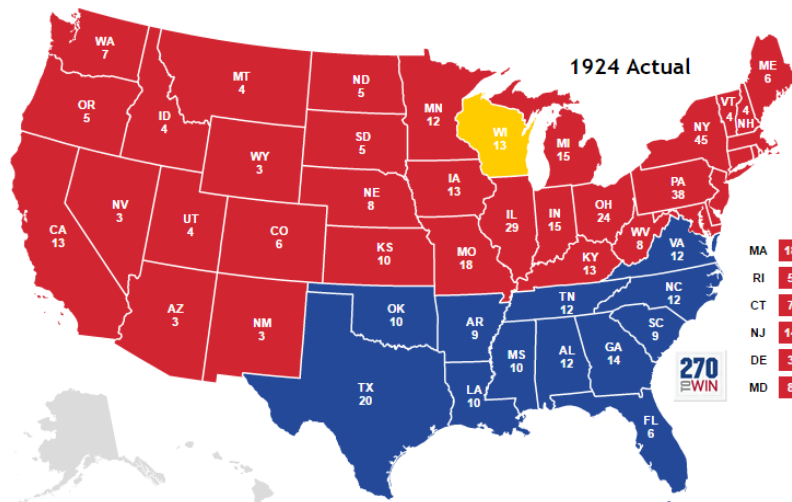 1924 Actual
WA
7
OR
5
ID
4
MT
4
ND
5
MN
12
SD
5
WY
3
NE
8
IA
13
WI
13
MI
15
ME
6
VT
4
4
NH
NY
45
PA
38
NV
3
UT
4
CO
6
KS
10
MO
18
IL
29
IN
15
OH
24
WV
8
KY
13
VA
12
CA
13
AZ
3
NM
3
OK
10
AR
9
TN
12
NC
12
SC
9
MS
10
AL
12
GA
14
TX
20
LA
10
FL
6
MA
RI 5
CT 7
NJ
DE 3
MD 8
270
TO WIN